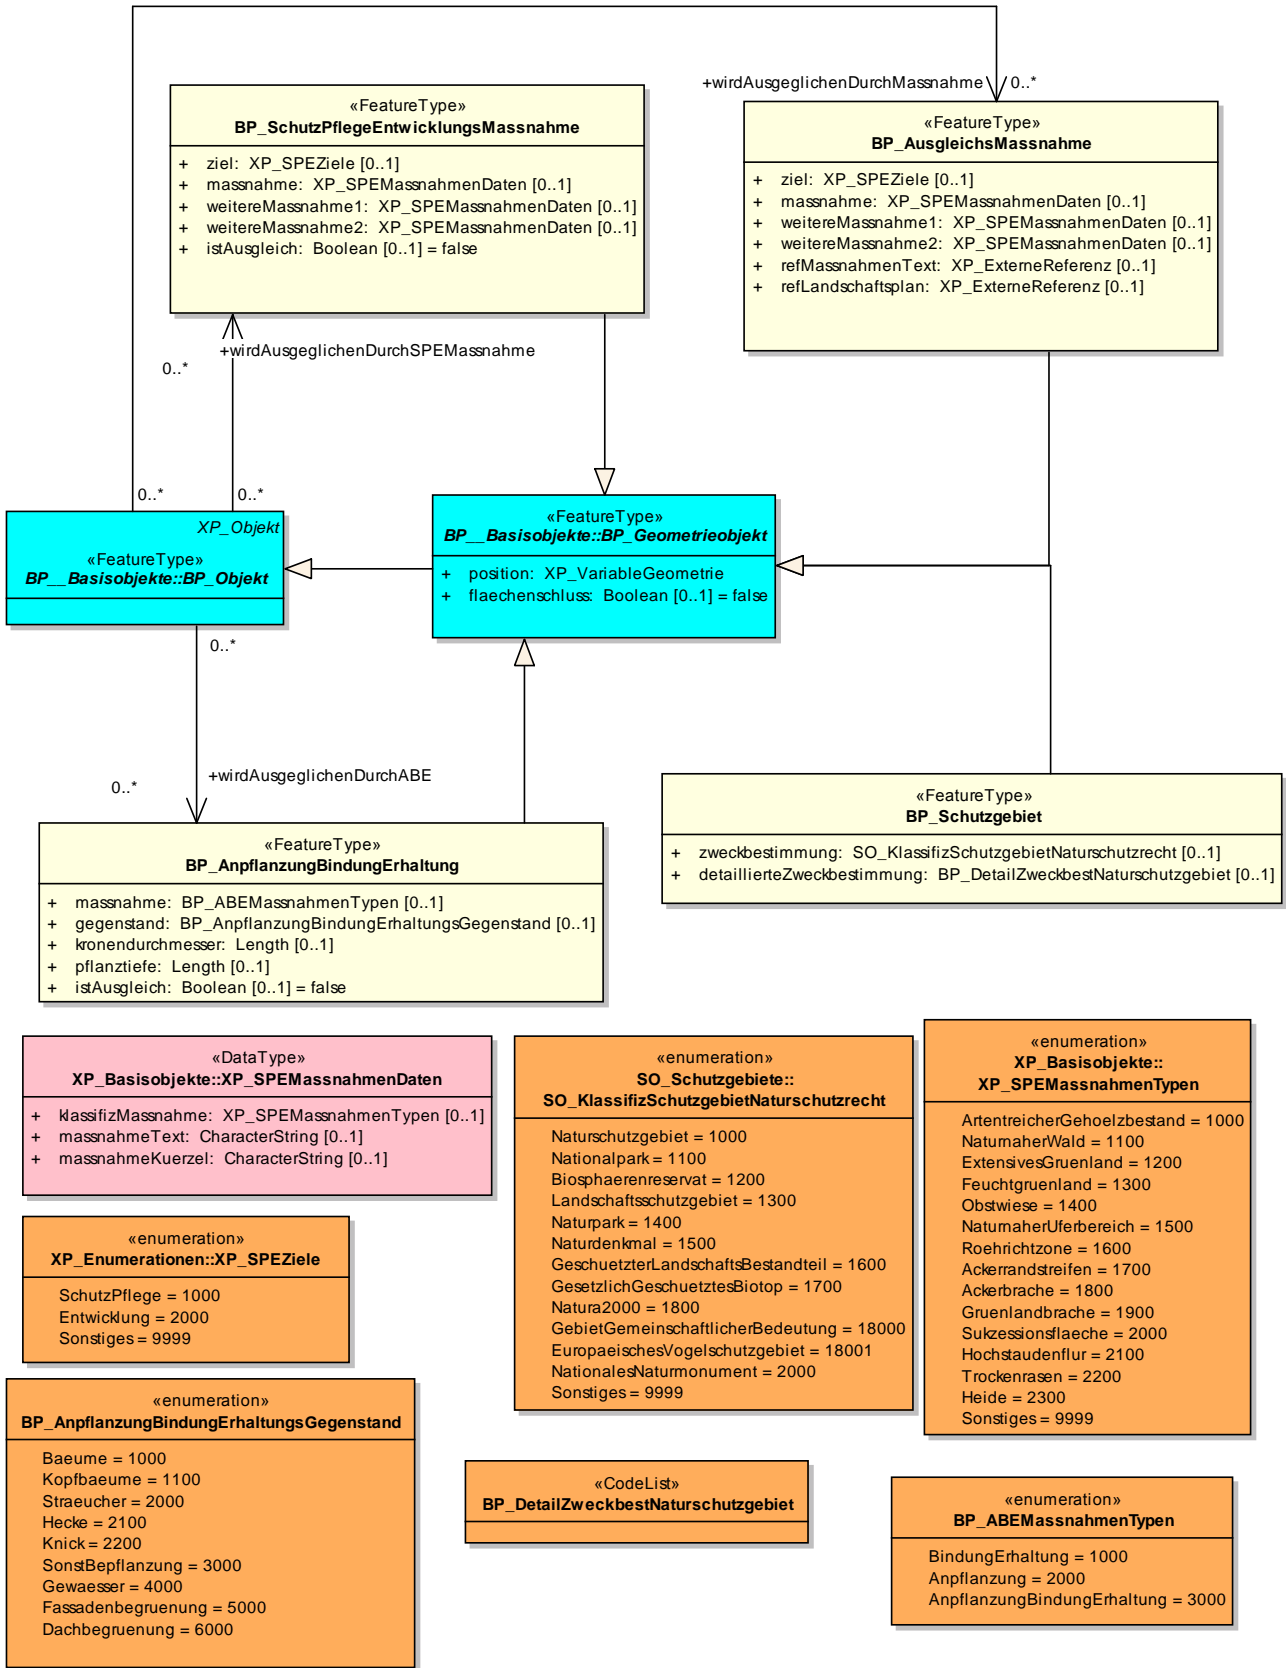 +wirdAusgeglichenDurchMassnahme 0..*
«FeatureType»
BP_SchutzPflegeEntwicklungsMassnahme
+ ziel: XP_SPEZiele [0..1]
+ massnahme: XP_SPEMassnahmenDaten [0..1]
+ weitereMassnahme1: XP_SPEMassnahmenDaten [0..1]
+ weitereMassnahme2: XP_SPEMassnahmenDaten [0..1]
+ istAusgleich: Boolean [0..1] = false
«FeatureType»
BP_AusgleichsMassnahme
+ ziel: XP_SPEZiele [0..1]
+ massnahme: XP_SPEMassnahmenDaten [0..1]
+ weitereMassnahme1: XP_SPEMassnahmenDaten [0..1]
+ weitereMassnahme2: XP_SPEMassnahmenDaten [0..1]
+ refMassnahmenText: XP_ExterneReferenz [0..1]
+ refLandschaftsplan: XP_ExterneReferenz [0..1]
+wirdAusgeglichenDurchSPEMassnahme
0..*
0..*
0..*
XP_Objekt
«FeatureType»
BP__Basisobjekte::BP_Objekt
«FeatureType»
BP__Basisobjekte::BP_Geometrieobjekt
+ position: XP_VariableGeometrie
+ flaechenschluss: Boolean [0..1] = false
0..*
+wirdAusgeglichenDurchABE
0..*
«FeatureType»
BP_Schutzgebiet
+ zweckbestimmung: SO_KlassifizSchutzgebietNaturschutzrecht [0..1]
+ detaillierteZweckbestimmung: BP_DetailZweckbestNaturschutzgebiet [0..1]
«FeatureType»
BP_AnpflanzungBindungErhaltung
+ massnahme: BP_ABEMassnahmenTypen [0..1]
+ gegenstand: BP_AnpflanzungBindungErhaltungsGegenstand [0..1]
+ kronendurchmesser: Length [0..1]
+ pflanztiefe: Length [0..1]
+ istAusgleich: Boolean [0..1] = false
«DataType»
XP_Basisobjekte::XP_SPEMassnahmenDaten
+ klassifizMassnahme: XP_SPEMassnahmenTypen [0..1]
+ massnahmeText: CharacterString [0..1]
+ massnahmeKuerzel: CharacterString [0..1]
«enumeration»
SO_Schutzgebiete::
SO_KlassifizSchutzgebietNaturschutzrecht
Naturschutzgebiet = 1000
Nationalpark = 1100
Biosphaerenreservat = 1200
Landschaftsschutzgebiet = 1300
Naturpark = 1400
Naturdenkmal = 1500
GeschuetzterLandschaftsBestandteil = 1600
GesetzlichGeschuetztesBiotop = 1700
Natura2000 = 1800
GebietGemeinschaftlicherBedeutung = 18000
EuropaeischesVogelschutzgebiet = 18001
NationalesNaturmonument = 2000
Sonstiges = 9999
«enumeration»
XP_Basisobjekte::
XP_SPEMassnahmenTypen
ArtentreicherGehoelzbestand = 1000
NaturnaherWald = 1100
ExtensivesGruenland = 1200
Feuchtgruenland = 1300
Obstwiese = 1400
NaturnaherUferbereich = 1500
Roehrichtzone = 1600
Ackerrandstreifen = 1700
Ackerbrache = 1800
Gruenlandbrache = 1900
Sukzessionsflaeche = 2000
Hochstaudenflur = 2100
Trockenrasen = 2200
Heide = 2300
Sonstiges = 9999
«enumeration»
XP_Enumerationen::XP_SPEZiele
SchutzPflege = 1000
Entwicklung = 2000
Sonstiges = 9999
«enumeration»
BP_AnpflanzungBindungErhaltungsGegenstand
Baeume = 1000
Kopfbaeume = 1100
Straeucher = 2000
Hecke = 2100
Knick = 2200
SonstBepflanzung = 3000
Gewaesser = 4000
Fassadenbegruenung = 5000
Dachbegruenung = 6000
«CodeList»
BP_DetailZweckbestNaturschutzgebiet
«enumeration»
BP_ABEMassnahmenTypen
BindungErhaltung = 1000
Anpflanzung = 2000
AnpflanzungBindungErhaltung = 3000